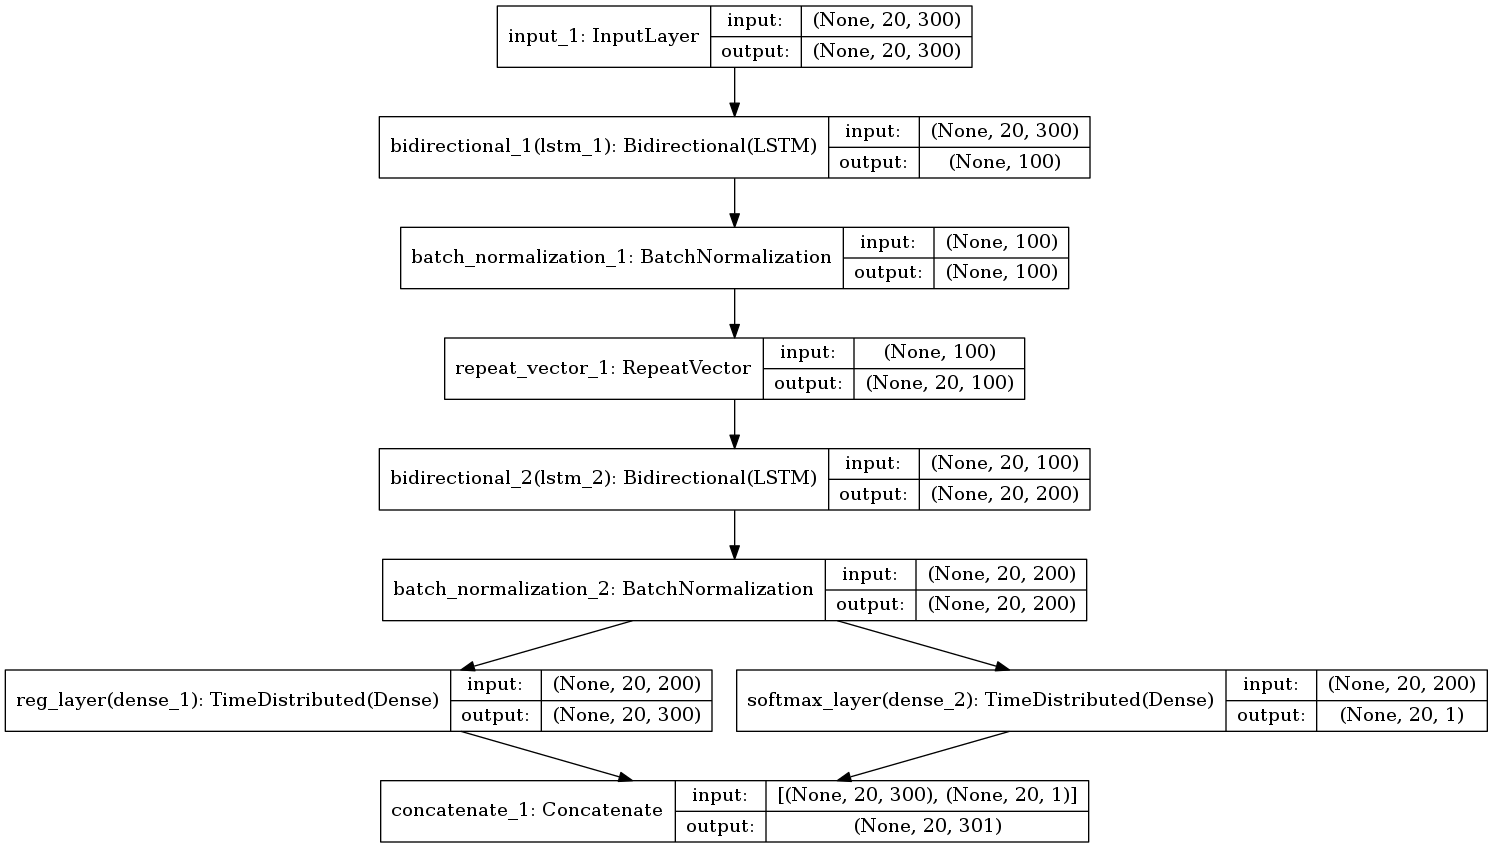 input_1: InputLayer
input:
(None, 20, 300)
output:
(None, 20, 300)
bidirectional_1(lstm_1): Bidirectional(LSTM)
input:
(None, 20, 300)
output:
(None, 100)
batch_normalization_1: BatchNormalization
input:
(None, 100)
output:
(None, 100)
repeat_vector_1: RepeatVector
input:
(None, 100)
output:
(None, 20, 100)
bidirectional_2(lstm_2): Bidirectional(LSTM)
input:
(None, 20, 100)
output:
(None, 20, 200)
batch_normalization_2: BatchNormalization
input:
(None, 20, 200)
output:
(None, 20, 200)
reg_layer(dense_1): TimeDistributed(Dense)
input:
(None, 20, 200)
output:
(None, 20, 300)
softmax_layer(dense_2): TimeDistributed(Dense)
input:
(None, 20, 200)
output:
(None, 20, 1)
concatenate_1: Concatenate
input:
[(None, 20, 300), (None, 20, 1)]
output:
(None, 20, 301)